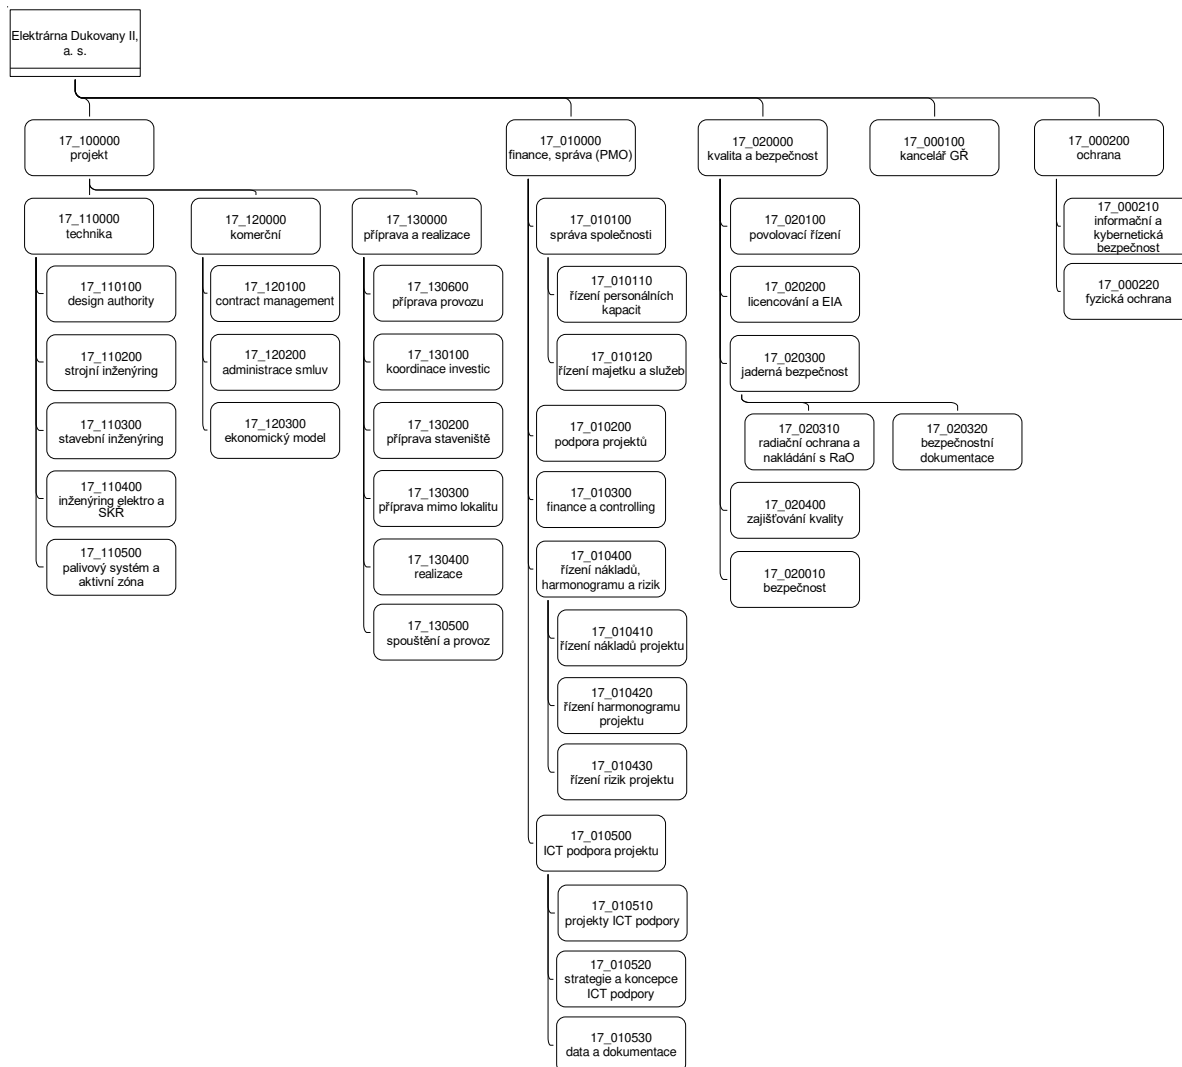 Elektrárna Dukovany II,
a. s.
17_100000
projekt
17_010000
finance, správa (PMO)
17_020000
kvalita a bezpečnost
17_000100
kancelář GŘ
17_000200
ochrana
17_110000
technika
17_120000
komerční
17_130000
příprava a realizace
17_010100
správa společnosti
17_020100
povolovací řízení
17_000210
informační a
kybernetická
bezpečnost
17_110100
design authority
17_120100
contract management
17_130600
příprava provozu
17_010110
řízení personálních
kapacit
17_020200
licencování a EIA
17_000220
fyzická ochrana
17_110200
strojní inženýring
17_120200
administrace smluv
17_130100
koordinace investic
17_010120
řízení majetku a služeb
17_020300
jaderná bezpečnost
17_110300
stavební inženýring
17_120300
ekonomický model
17_130200
příprava staveniště
17_010200
podpora projektů
17_020310
radiační ochrana a
nakládání s RaO
17_020320
bezpečnostní
dokumentace
17_110400
inženýring elektro a
SKŘ
17_130300
příprava mimo lokalitu
17_010300
finance a controlling
17_020400
zajišťování kvality
17_110500
palivový systém a
aktivní zóna
17_130400
realizace
17_010400
řízení nákladů,
harmonogramu a rizik
17_020010
bezpečnost
17_130500
spouštění a provoz
17_010410
řízení nákladů projektu
17_010420
řízení harmonogramu
projektu
17_010430
řízení rizik projektu
17_010500
ICT podpora projektu
17_010510
projekty ICT podpory
17_010520
strategie a koncepce
ICT podpory
17_010530
data a dokumentace